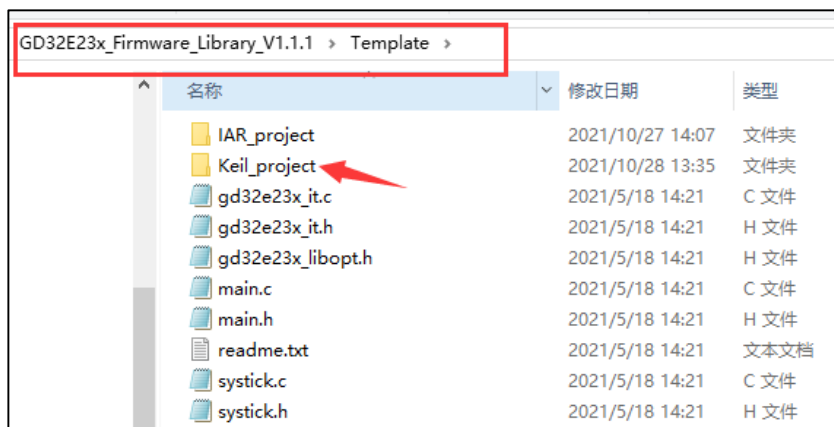 GD32E23x_Firmware_Library_V1.1.1 › Template ›
名称 修改日期 类型
IAR_project 2021/10/27 14:07 文件夹
Keil_project 2021/10/28 13:35 文件夹
gd32e23x_it.c 2021/5/18 14:21 C 文件
gd32e23x_it.h 2021/5/18 14:21 H 文件
gd32e23x_libopt.h 2021/5/18 14:21 H 文件
main.c 2021/5/18 14:21 C 文件
main.h 2021/5/18 14:21 H 文件
readme.txt 2021/5/18 14:21 文本文档
systick.c 2021/5/18 14:21 C 文件
systick.h 2021/5/18 14:21 H 文件